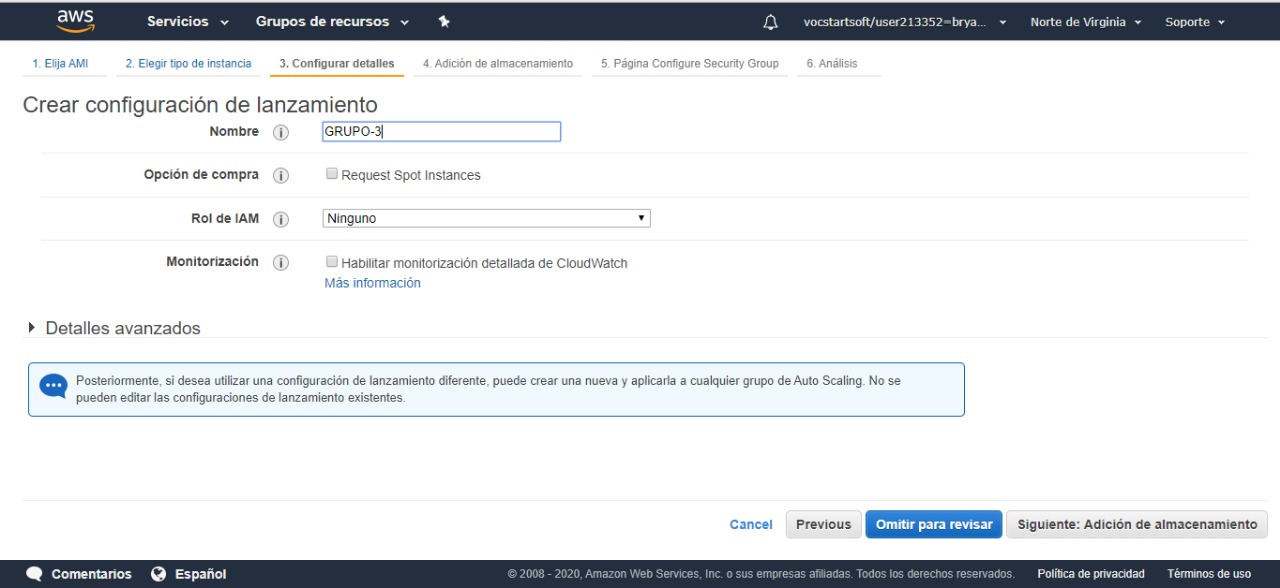 aws Servicios Grupos de recursos vocstartsoft/user213352=brya... Norte de Virginia Soporte
1. Elija AMI 2. Elegir tipo de instancia 3. Configurar detalles 4. Adición de almacenamiento 5. Página Configure Security Group 6. Análisis
Crear configuración de lanzamiento
Nombre i GRUPO-3
Opción de compra i Request Spot Instances
Rol de IAM i Ninguno
Monitorización i Habilitar monitorización detallada de CloudWatch
Más información
Detalles avanzados
Posteriormente, si desea utilizar una configuración de lanzamiento diferente, puede crear una nueva y aplicarla a cualquier grupo de Auto Scaling. No se
pueden editar las configuraciones de lanzamiento existentes.
Cancel Previous Omitir para revisar Siguiente: Adición de almacenamiento
Comentarios Español © 2008 - 2020, Amazon Web Services, Inc. o sus empresas afiliadas. Todos los derechos reservados. Política de privacidad Términos de uso